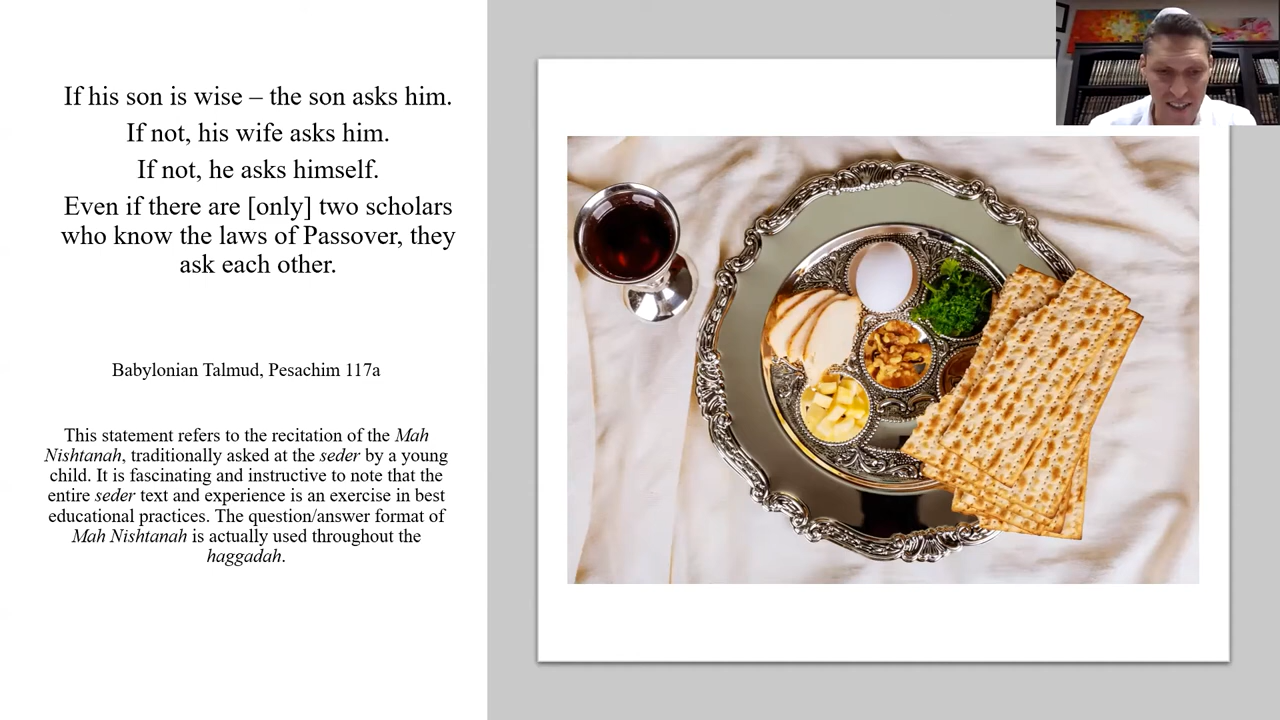 If his son is wise – the son asks him.
If not, his wife asks him.
If not, he asks himself.
Even if there are [only] two scholars
who know the laws of Passover, they
ask each other.
Babylonian Talmud, Pesachim 117a
This statement refers to the recitation of the Mah
Nishtanah, traditionally asked at the seder by a young
child. It is fascinating and instructive to note that the
entire seder text and experience is an exercise in best
educational practices. The question/answer format of
Mah Nishtanah is actually used throughout the
haggadah.